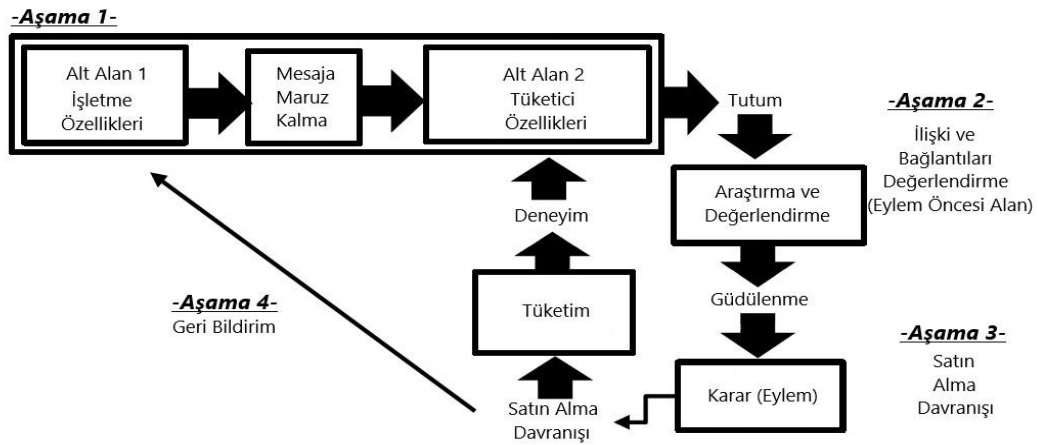 -Aşama 1-
Alt Alan 1
İşletme
Özellikleri
Mesaja
Maruz
Kalma
Alt Alan 2
Tüketici
Özellikleri
Tutum
-Aşama 2-
İlişki ve
Bağlantıları
Değerlendirme
(Eylem Öncesi Alan)
Araştırma ve
Değerlendirme
Deneyim
Güdülenme
-Aşama 4-
Geri Bildirim
Tüketim
-Aşama 3-
Satın
Alma
Davranışı
Karar (Eylem)
Satın Alma
Davranışı